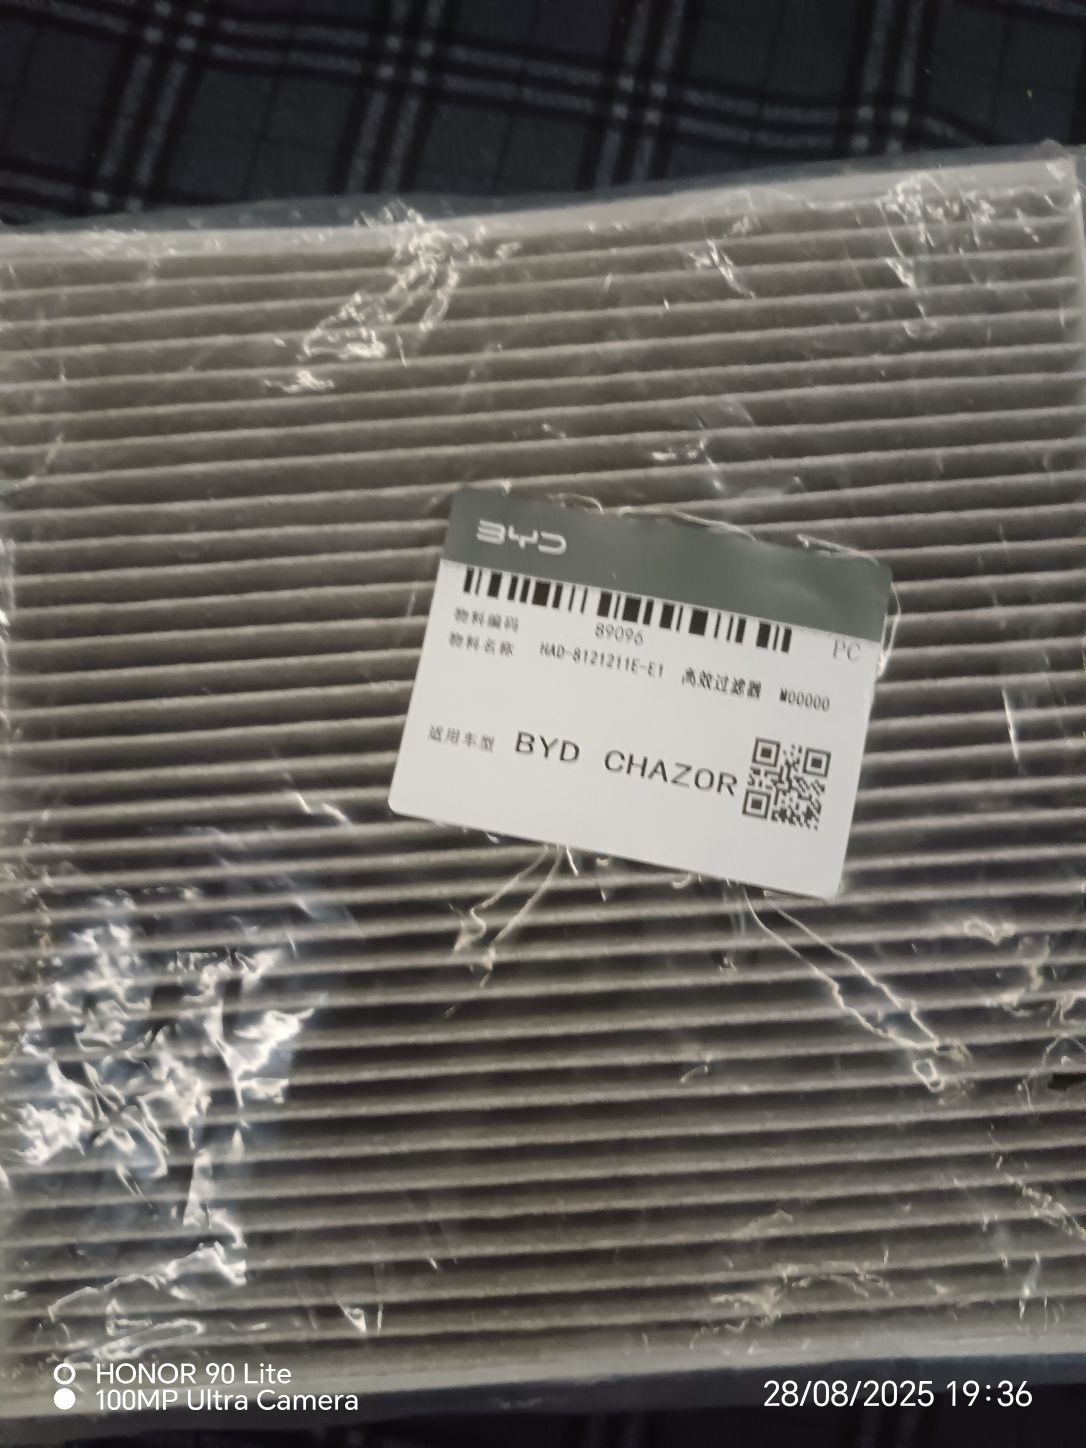 BYD
物料编码 89096 PC
物料名称 HAD-8121211E-E1 高效过滤器 M00000
适用车型 BYD CHAZOR
HONOR 90 Lite
100MP Ultra Camera
28/08/2025 19:36